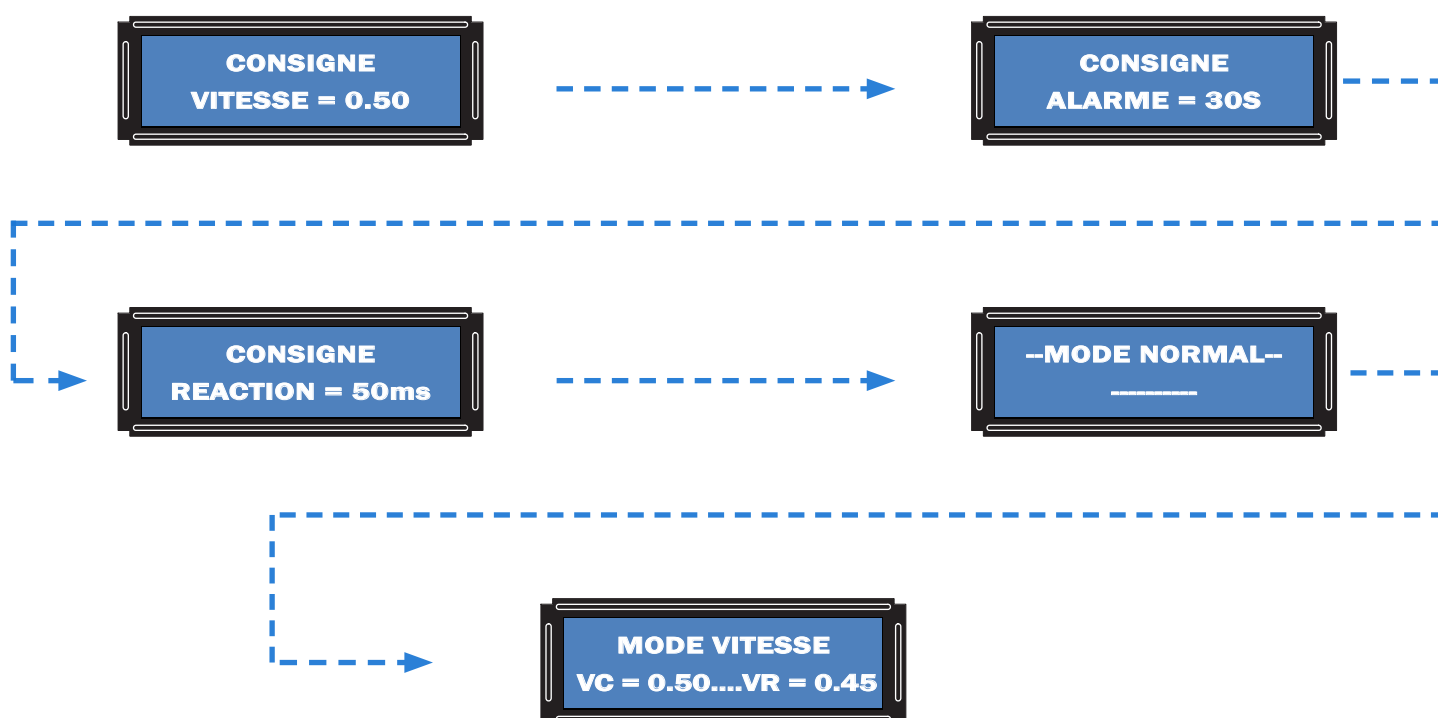 CONSIGNE
VITESSE = 0.50
CONSIGNE
ALARME = 30S
CONSIGNE
REACTION = 50ms
--MODE NORMAL--
----------
MODE VITESSE
VC = 0.50....VR = 0.45